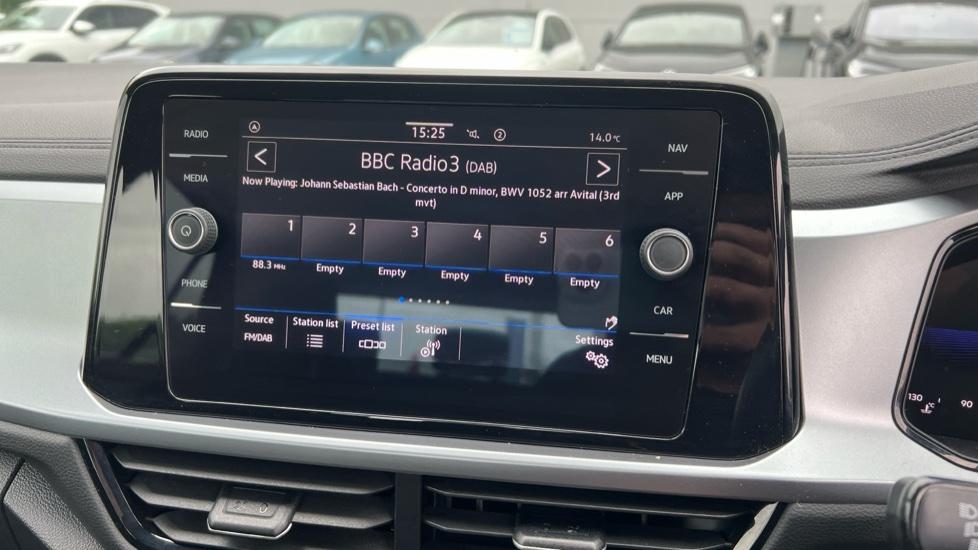 RADIO
MEDIA
PHONE
VOICE
15:25
2
14.0°C
BBC Radio3 (DAB)
Now Playing: Johann Sebastian Bach - Concerto in D minor, BWV 1052 arr Avital (3rd
mvt)
1 2 3 4 5 6
88.3 MHz Empty Empty Empty Empty Empty
Source Station list Preset list Station Settings
FM/DAB
NAV
APP
CAR
MENU
130 °C 90